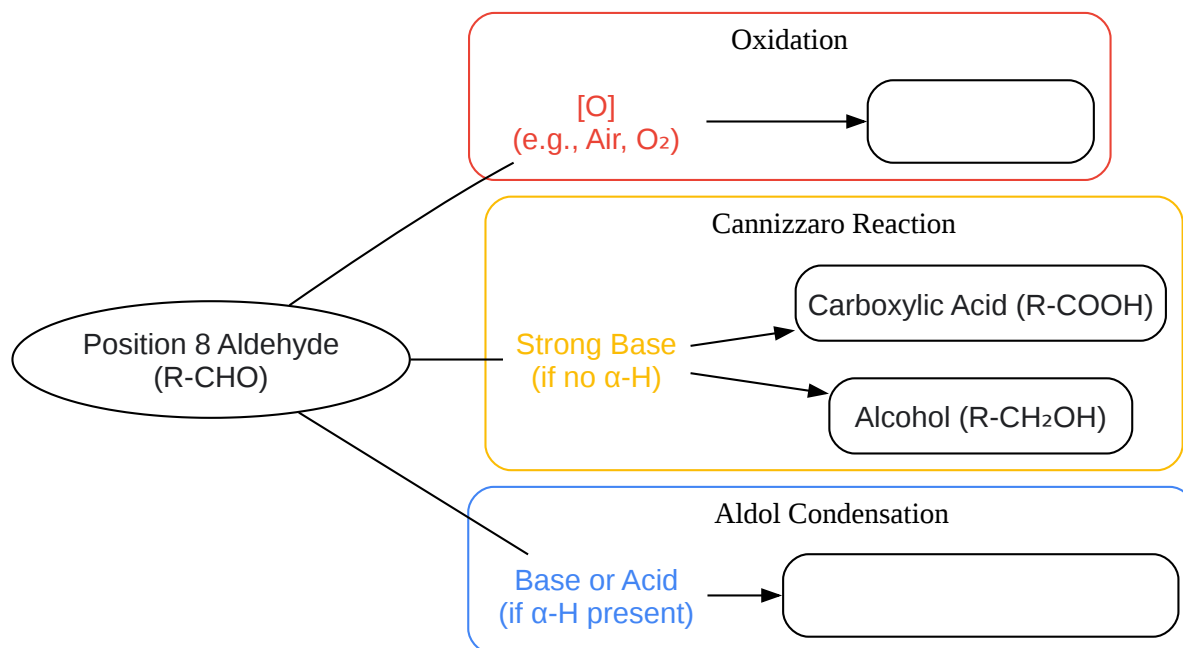 Oxidation
[O]
(e.g., Air, O₂)
Cannizzaro Reaction
Carboxylic Acid (R-COOH)
Position 8 Aldehyde
(R-CHO)
Strong Base
(if no α-H)
Alcohol (R-CH₂OH)
Aldol Condensation
Base or Acid
(if α-H present)